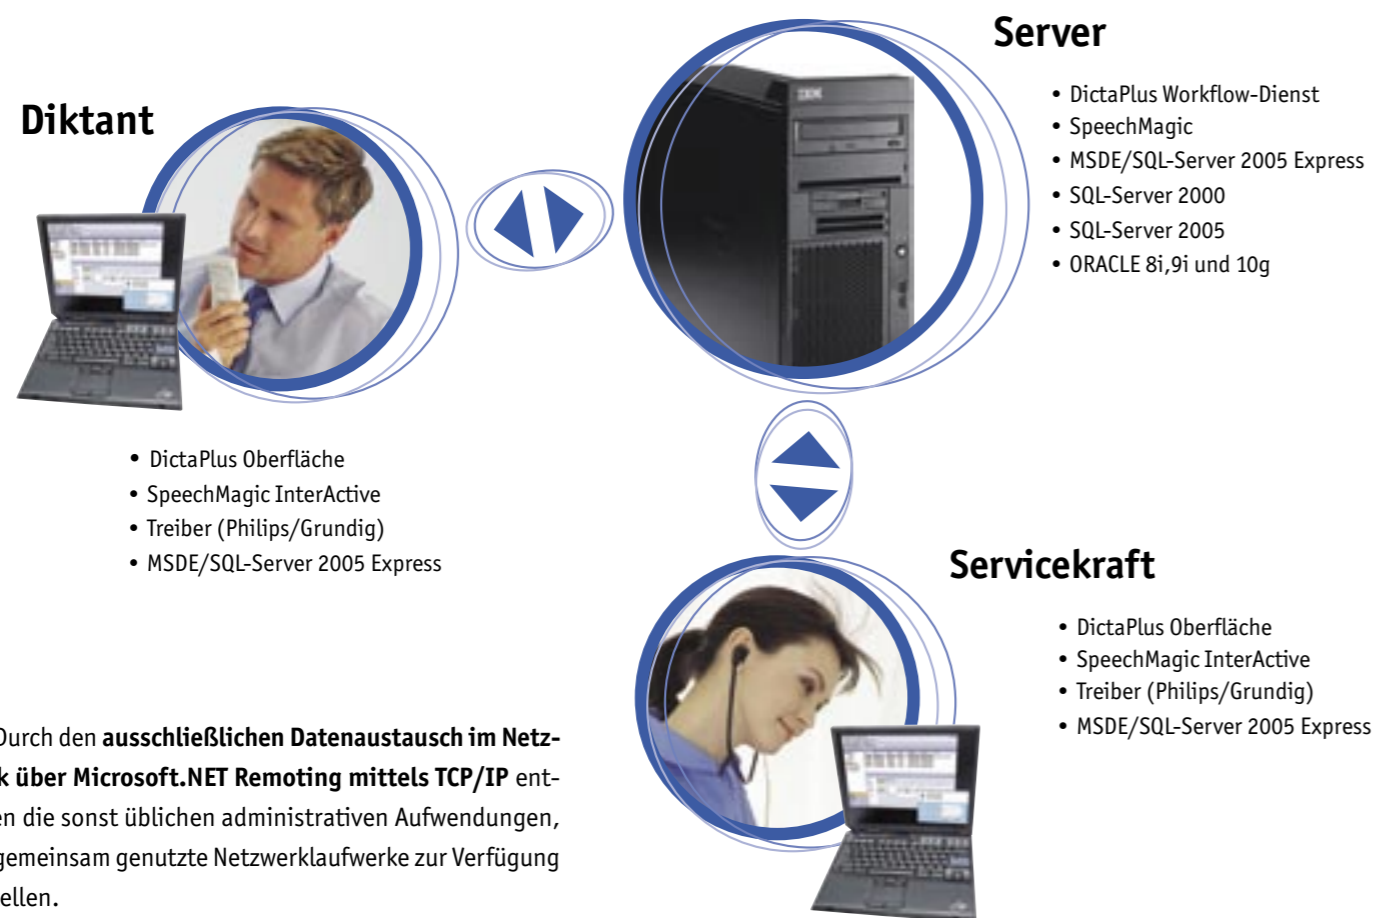 Server
• DictaPlus Workflow-Dienst
• SpeechMagic
• MSDE/SQL-Server 2005 Express
• SQL-Server 2000
• SQL-Server 2005
• ORACLE 8i,9i und 10g
IBM
Diktant
• DictaPlus Oberfläche
• SpeechMagic InterActive
• Treiber (Philips/Grundig)
• MSDE/SQL-Server 2005 Express
Servicekraft
• DictaPlus Oberfläche
• SpeechMagic InterActive
• Treiber (Philips/Grundig)
• MSDE/SQL-Server 2005 Express
Durch den ausschließlichen Datenaustausch im Netz-
k über Microsoft.NET Remoting mittels TCP/IP ent-
en die sonst üblichen administrativen Aufwendungen,
gemeinsam genutzte Netzwerklaufwerke zur Verfügung
ellen.